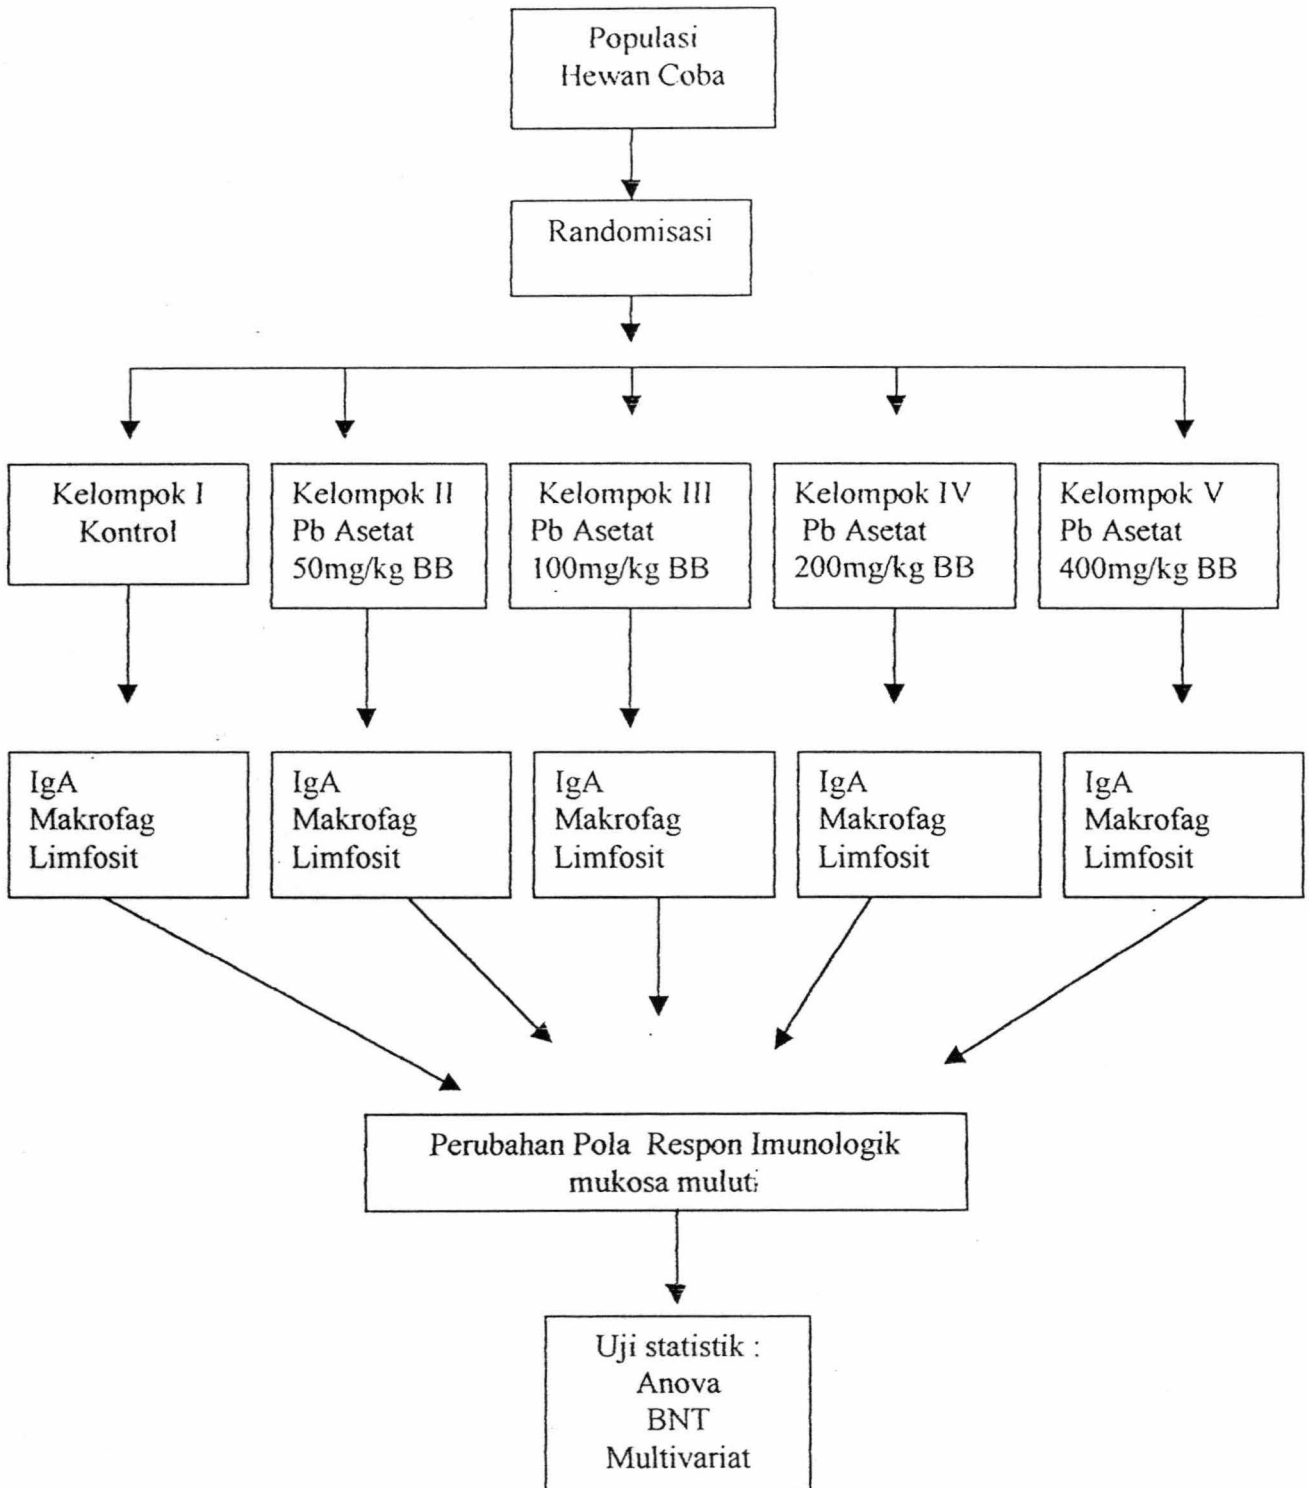 Populasi
Hewan Coba
Randomisasi
Kelompok I
Kontrol
Kelompok II
Pb Asetat
50mg/kg BB
Kelompok III
Pb Asetat
100mg/kg BB
Kelompok IV
Pb Asetat
200mg/kg BB
Kelompok V
Pb Asetat
400mg/kg BB
IgA
Makrofag
Limfosit
IgA
Makrofag
Limfosit
IgA
Makrofag
Limfosit
IgA
Makrofag
Limfosit
IgA
Makrofag
Limfosit
Perubahan Pola Respon Imunologik
mukosa mulut
Uji statistik :
Anova
BNT
Multivariat